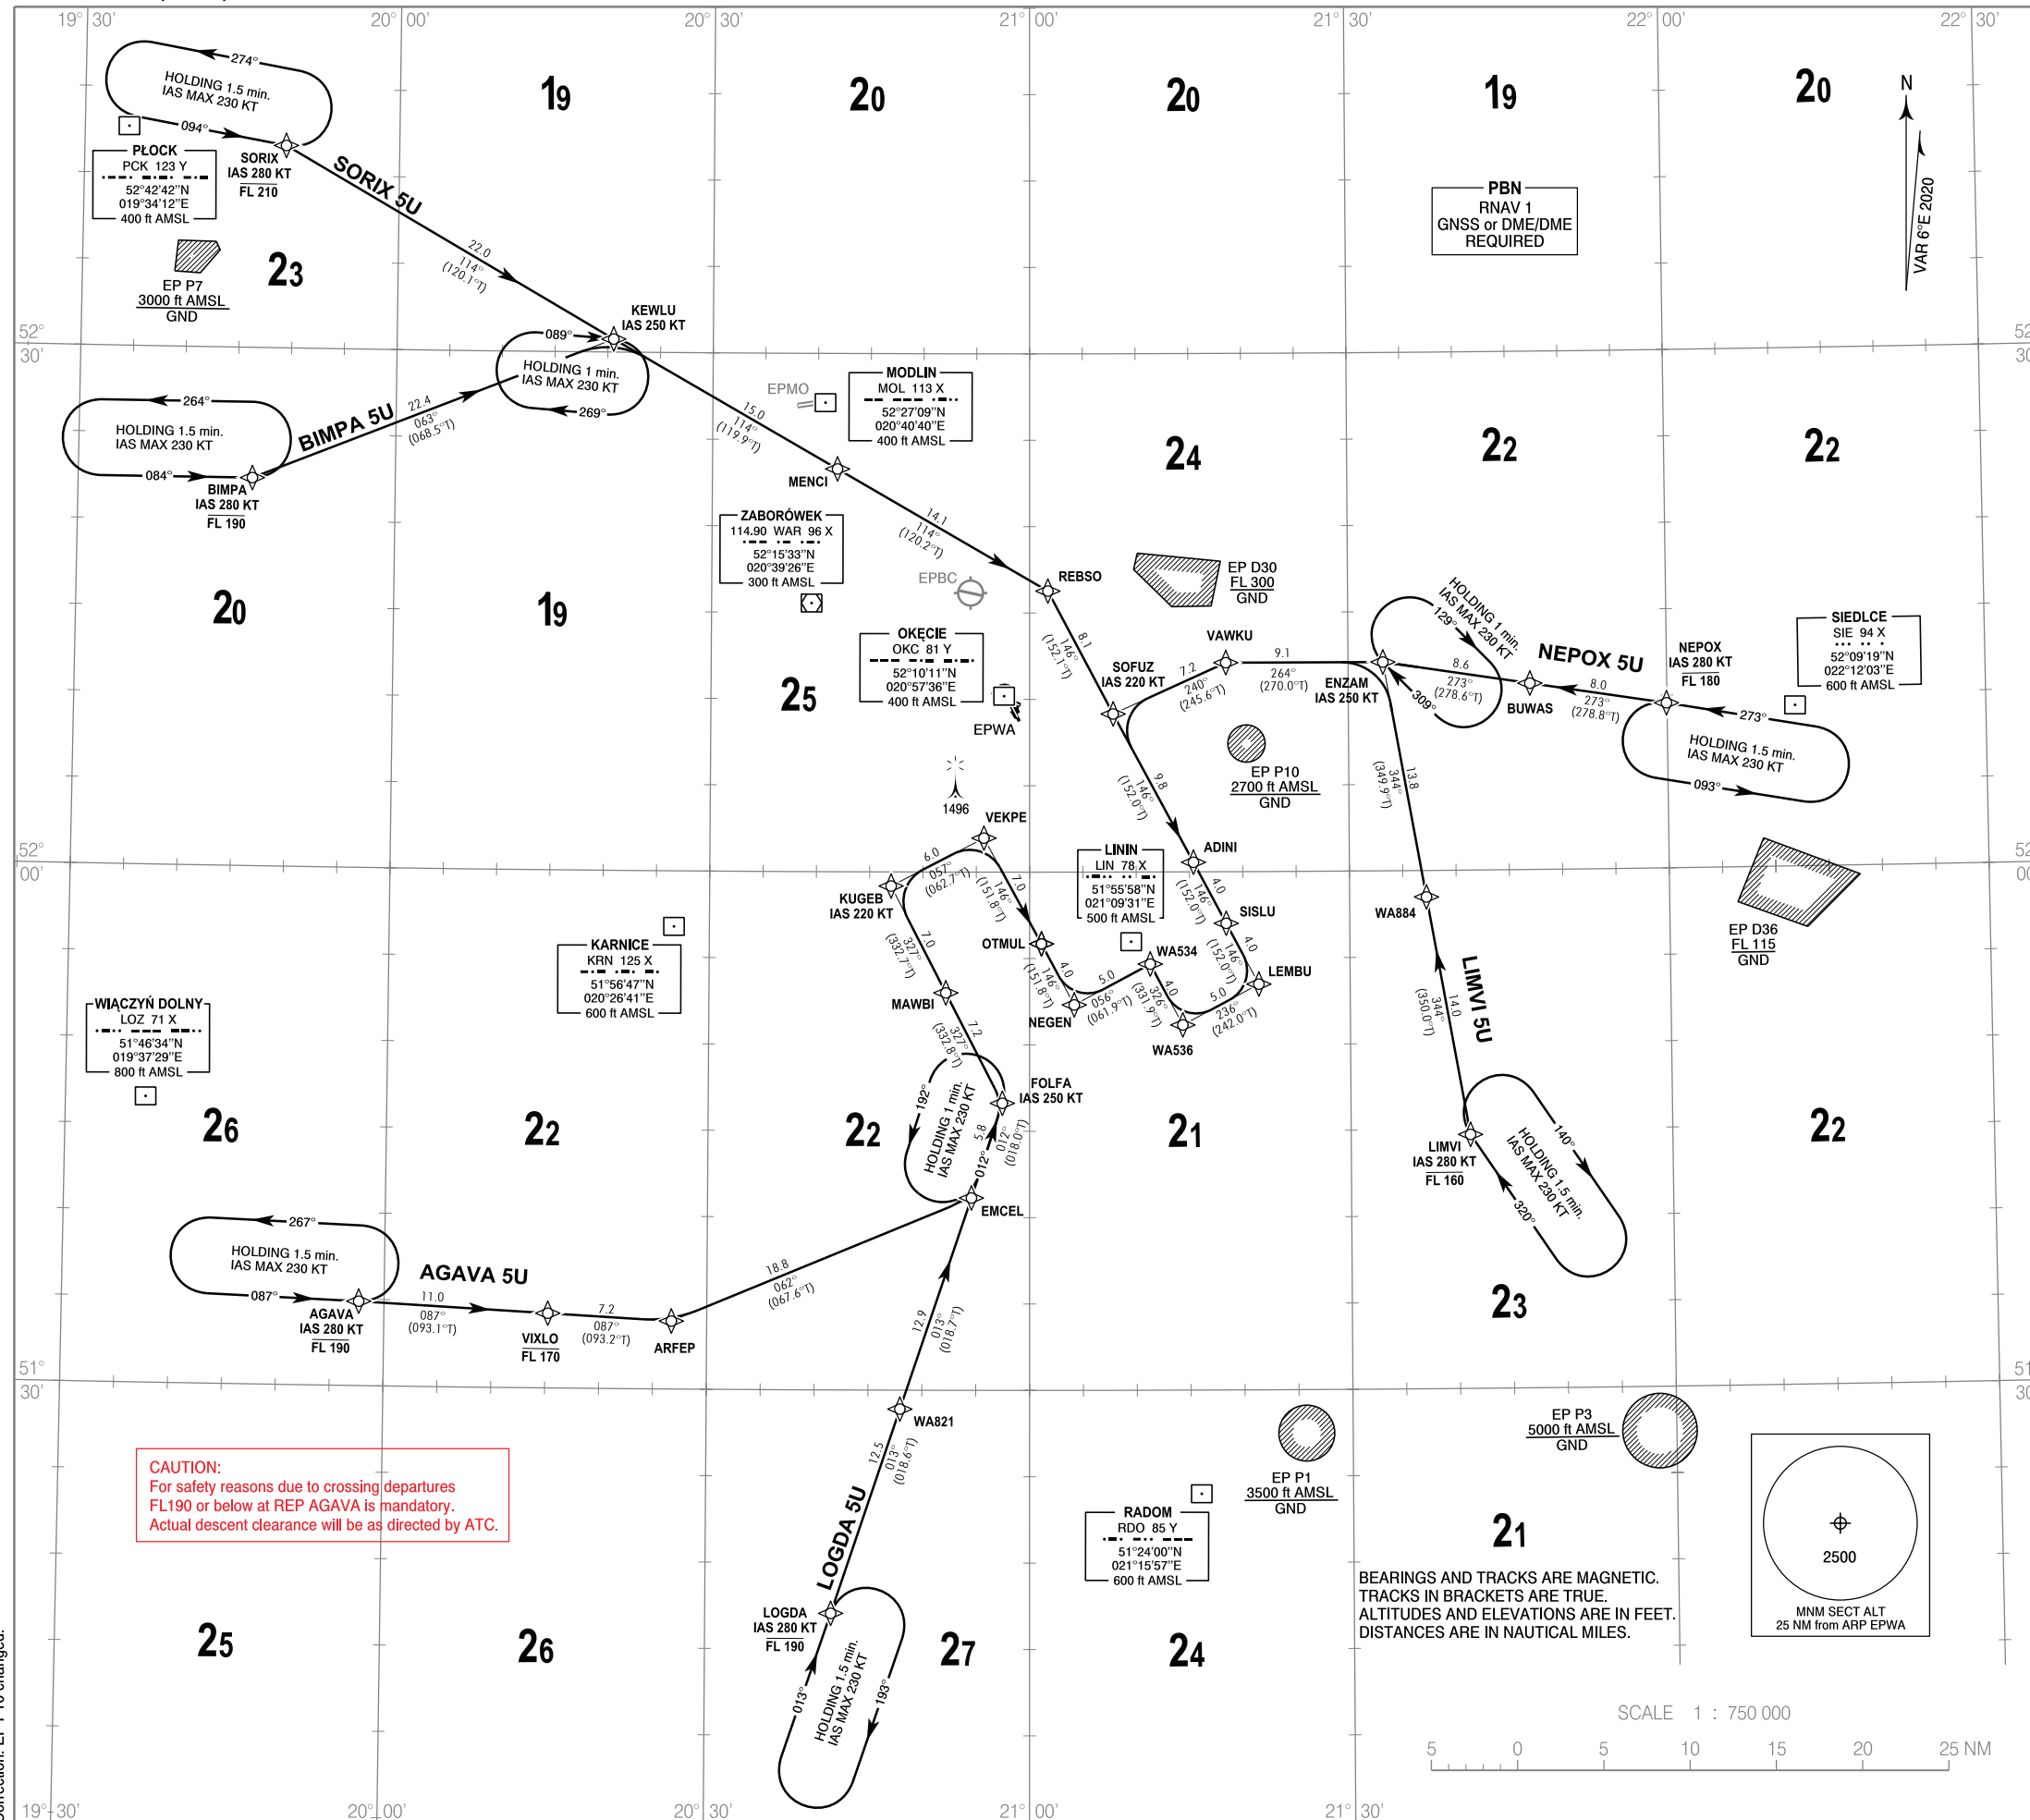 19° 30'
20° 00'
20° 30'
21° 00'
21° 30'
22° 00'
22° 30'
274°
HOLDING 1.5 min.
IAS MAX 230 KT
094°
PŁOCK
PCK 123 Y
52°42'42"N
019°34'12"E
400 ft AMSL
SORIX
IAS 280 KT
FL 210
SORIX 5U
19
20
20
19
20
N
VAR 6°E 2020
PBN
RNAV 1
GNSS or DME/DME
REQUIRED
EP P7
3000 ft AMSL
GND
23
22.0
114°
(120.1°T)
KEWLU
IAS 250 KT
52°
30'
52
30
089°
HOLDING 1 min.
IAS MAX 230 KT
269°
264°
HOLDING 1.5 min.
IAS MAX 230 KT
084°
BIMPA
IAS 280 KT
FL 190
BIMPA 5U
22.4
063°
(068.5°T)
EPMO
MODLIN
MOL 113 X
52°27'09"N
020°40'40"E
400 ft AMSL
15.0
114°
(119.9°T)
MENCI
24
22
22
ZABORÓWEK
114.90 WAR 96 X
52°15'33"N
020°39'26"E
300 ft AMSL
14.1
114°
(120.2°T)
EPBC
REBSO
EP D30
FL 300
GND
20
19
25
OKĘCIE
OKC 81 Y
52°10'11"N
020°57'36"E
400 ft AMSL
EPWA
8.1
146°
(152.1°T)
SOFUZ
IAS 220 KT
VAWKU
7.2
240°
(245.6°T)
9.1
264°
(270.0°T)
ENZAM
IAS 250 KT
HOLDING 1 min.
IAS MAX 230 KT
129°
309°
8.6
273°
(278.6°T)
NEPOX 5U
BUWAS
8.0
273°
(278.8°T)
NEPOX
IAS 280 KT
FL 180
SIEDLCE
SIE 94 X
52°09'19"N
022°12'03"E
600 ft AMSL
273°
HOLDING 1.5 min.
IAS MAX 230 KT
093°
EP P10
2700 ft AMSL
GND
9.8
146°
(152.0°T)
13.8
344°
(349.9°T)
1496
VEKPE
6.0
057°
(062.7°T)
7.0
146°
(151.8°T)
KUGEB
IAS 220 KT
LININ
LIN 78 X
51°55'58"N
021°09'31"E
500 ft AMSL
ADINI
4.0
146°
(152.0°T)
SISLU
4.0
146°
(152.0°T)
LEMBU
52°
00'
52
00
WA884
EP D36
FL 115
GND
KARNICE
KRN 125 X
51°56'47"N
020°26'41"E
600 ft AMSL
7.0
327°
(332.7°T)
OTMUL
4.0
146°
(151.8°T)
NEGEN
5.0
056°
(061.9°T)
WA534
4.0
326°
(331.9°T)
WA536
5.0
236°
(242.0°T)
MAWBI
7.2
327°
(332.8°T)
WIĄCZYŃ DOLNY
LOZ 71 X
51°46'34"N
019°37'29"E
800 ft AMSL
LIMVI 5U
14.0
344°
(350.0°T)
FOLFA
IAS 250 KT
192°
HOLDING 1 min.
IAS MAX 230 KT
012°
5.8
012°
(018.0°T)
26
22
22
21
22
LIMVI
IAS 280 KT
FL 160
140°
HOLDING 1.5 min.
IAS MAX 230 KT
320°
EMCEL
267°
HOLDING 1.5 min.
IAS MAX 230 KT
087°
AGAVA
IAS 280 KT
FL 190
AGAVA 5U
11.0
087°
(093.1°T)
VIXLO
FL 170
7.2
087°
(093.2°T)
ARFEP
18.8
062°
(067.6°T)
12.9
013°
(018.7°T)
23
51°
30'
51
30
WA821
12.5
013°
(018.6°T)
EP P1
3500 ft AMSL
GND
EP P3
5000 ft AMSL
GND
CAUTION:
For safety reasons due to crossing departures
FL190 or below at REP AGAVA is mandatory.
Actual descent clearance will be as directed by ATC.
LOGDA 5U
RADOM
RDO 85 Y
51°24'00"N
021°15'57"E
600 ft AMSL
21
2500
MNM SECT ALT
25 NM from ARP EPWA
BEARINGS AND TRACKS ARE MAGNETIC.
TRACKS IN BRACKETS ARE TRUE.
ALTITUDES AND ELEVATIONS ARE IN FEET.
DISTANCES ARE IN NAUTICAL MILES.
LOGDA
IAS 280 KT
FL 190
25
26
27
24
013°
HOLDING 1.5 min.
IAS MAX 230 KT
193°
SCALE 1 : 750 000
5 0 5 10 15 20 25 NM
19° 30'
20° 00'
20° 30'
21° 00'
21° 30'